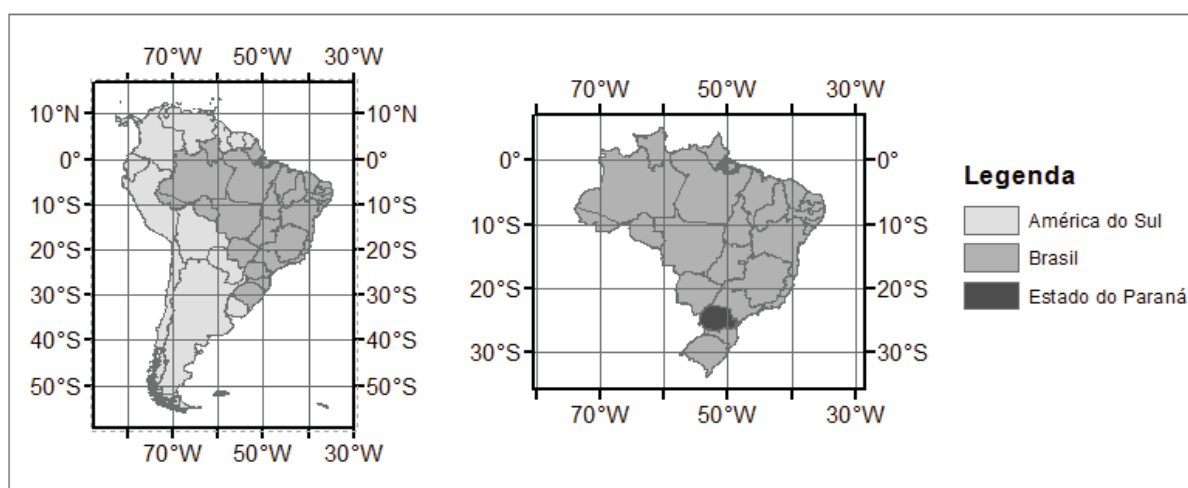 70°W 50°W 30°W
10°N 10°N
0° 0°
10°S 10°S
20°S 20°S
30°S 30°S
40°S 40°S
50°S 50°S
70°W 50°W 30°W
70°W 50°W 30°W
0° 0°
10°S 10°S
20°S 20°S
30°S 30°S
70°W 50°W 30°W
Legenda
América do Sul
Brasil
Estado do Paraná